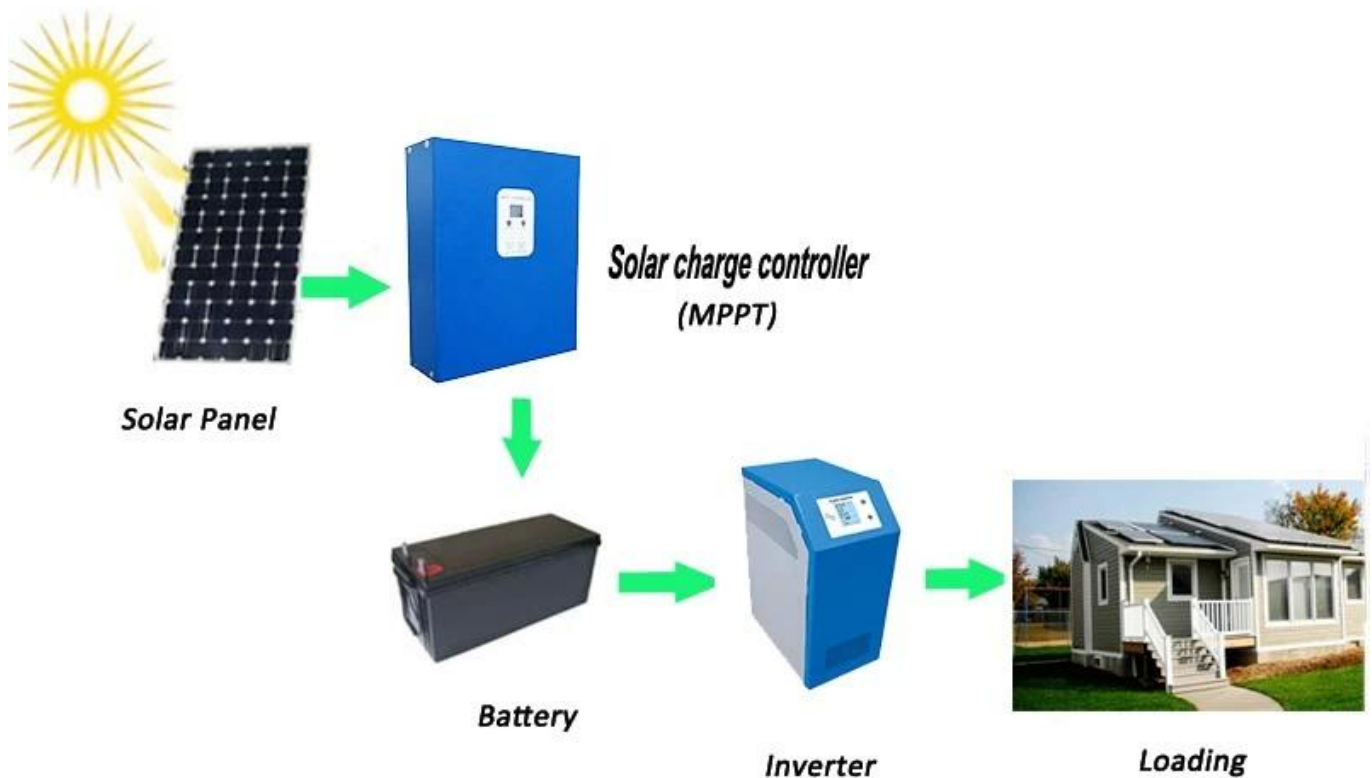 Solar charge controller
(MPPT)
Solar Panel
Battery
Inverter
Loading